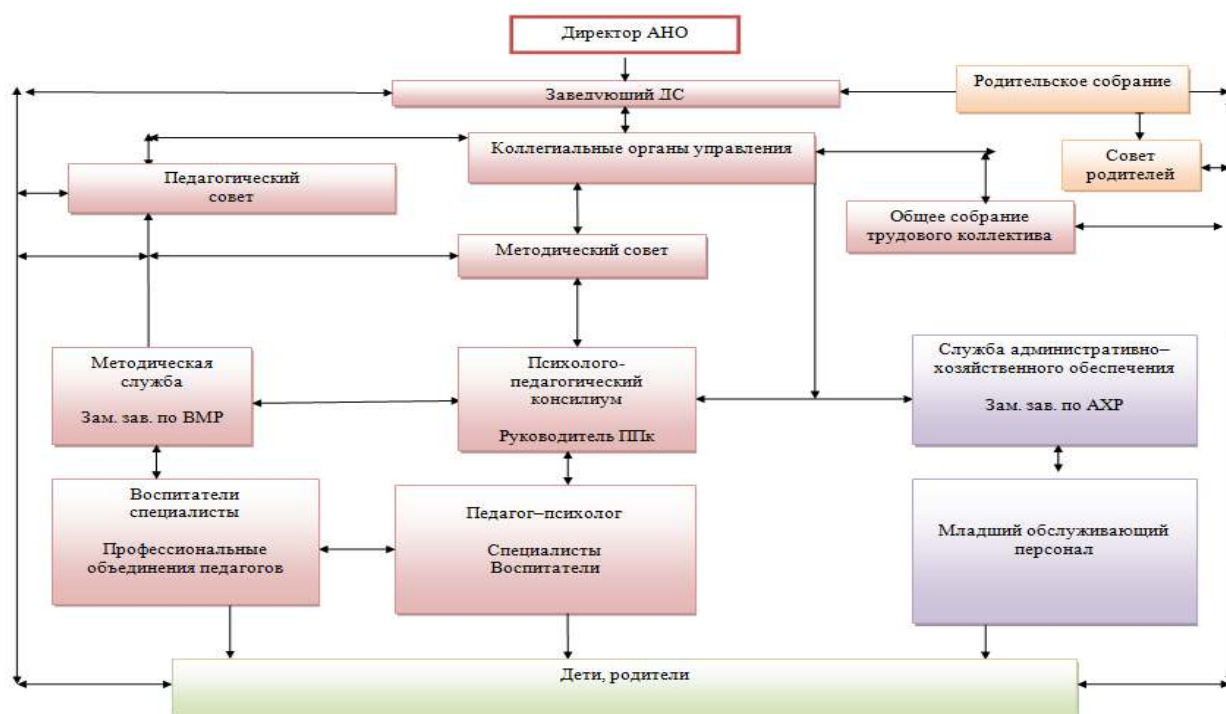 Директор АНО
Заведующий ДС
Родительское собрание
Коллегиальные органы управления
Совет
родителей
Педагогический
совет
Общее собрание
трудового коллектива
Методический совет
Методическая
служба
Зам. зав. по ВМР
Психолого-
педагогический
консилиум
Руководитель ППк
Служба административно–
хозяйственного обеспечения
Зам. зав. по АХР
Воспитатели
специалисты
Профессиональные
объединения педагогов
Педагог–психолог
Специалисты
Воспитатели
Младший обслуживающий
персонал
Дети, родители